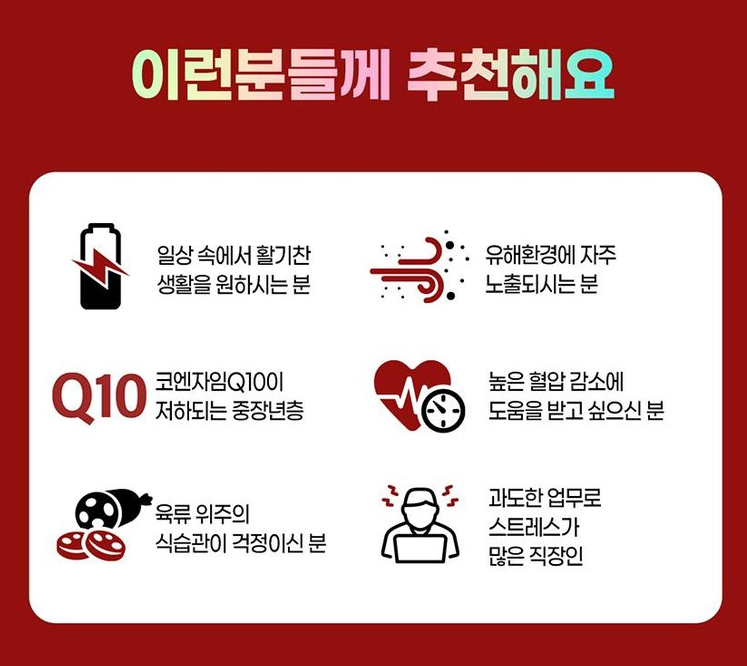 이런분들께 추천해요
일상 속에서 활기찬
생활을 원하시는 분
유해환경에 자주
노출되시는 분
Q10
코엔자임Q10이
저하되는 중장년층
높은 혈압 감소에
도움을 받고 싶으신 분
육류 위주의
식습관이 걱정이신 분
과도한 업무로
스트레스가
많은 직장인